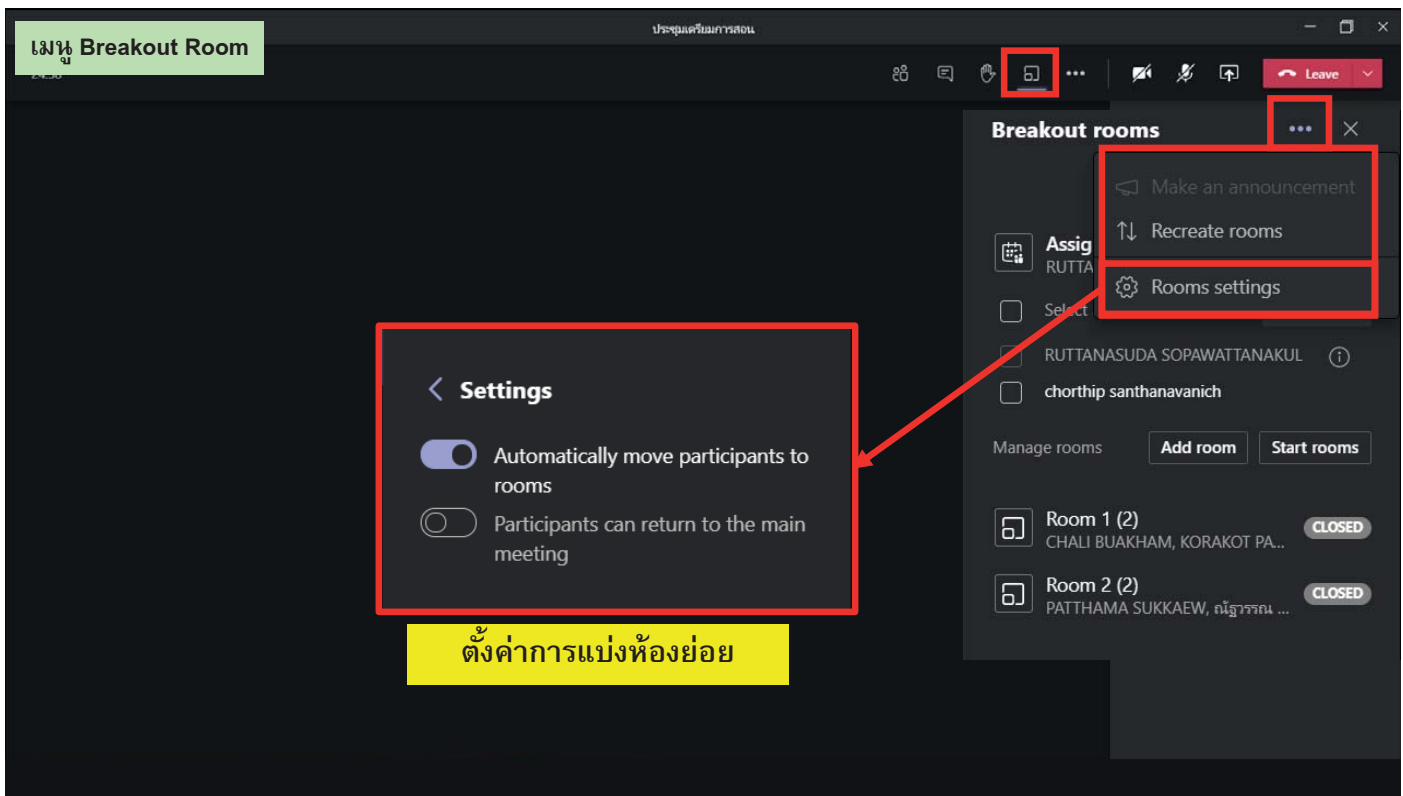 เมนู Breakout Room
ประชุมเตรียมการสอน
Leave
Breakout rooms
Make an announcement
Recreate rooms
Rooms settings
Assig
RUTTA
Select
RUTTANASUDA SOPAWATTANAKUL
chorthip santhanavanich
Manage rooms Add room Start rooms
Room 1 (2)
CHALI BUAKHAM, KORAKOT PA... CLOSED
Room 2 (2)
PATTHAMA SUKKAEW, ณัฐวรรณ ... CLOSED
Settings
Automatically move participants to
rooms
Participants can return to the main
meeting
ตั้งค่าการแบ่งห้องย่อย